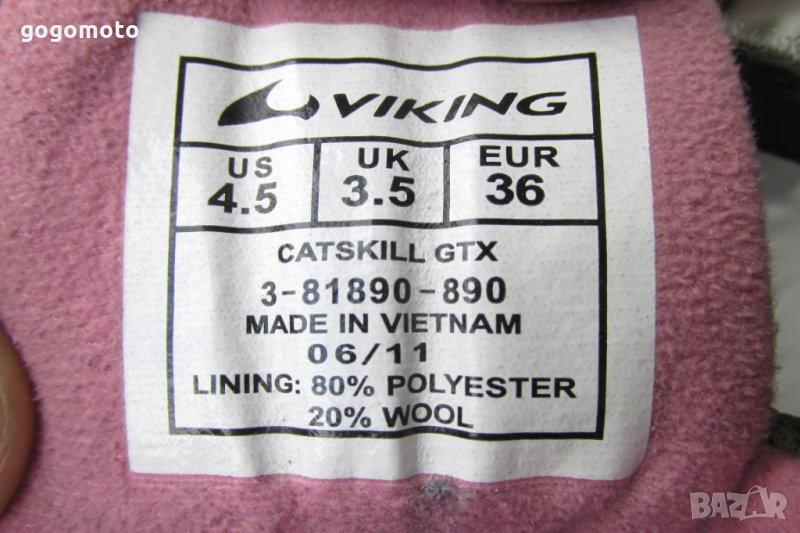 gogomoto
VIKING
US UK EUR
4.5 3.5 36
CATSKILL GTX
3-81890-890
MADE IN VIETNAM
06/11
LINING: 80% POLYESTER
20% WOOL
BAZAR